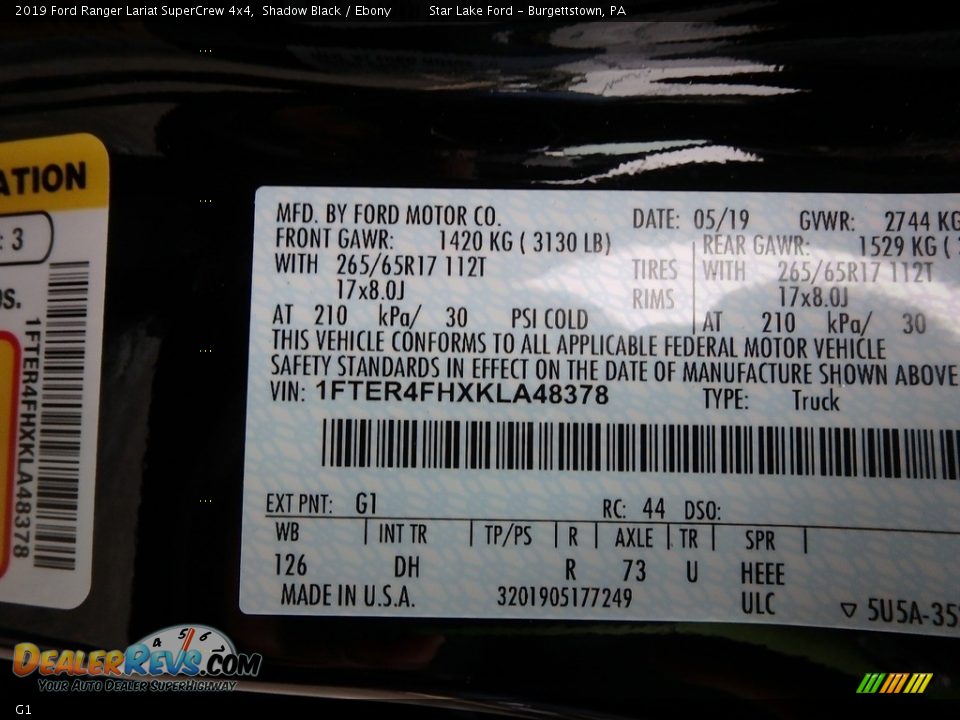 2019 Ford Ranger Lariat SuperCrew 4x4, Shadow Black / Ebony Star Lake Ford - Burgettstown, PA
ATION
: 3
1FTER4FHXKLA48378
MFD. BY FORD MOTOR CO. DATE: 05/19 GVWR: 2744 KG
FRONT GAWR: 1420 KG ( 3130 LB) REAR GAWR: 1529 KG (
WITH 265/65R17 112T TIRES WITH 265/65R17 112T
17x8.0J RIMS 17x8.0J
AT 210 kPa/ 30 PSI COLD AT 210 kPa/ 30
THIS VEHICLE CONFORMS TO ALL APPLICABLE FEDERAL MOTOR VEHICLE
SAFETY STANDARDS IN EFFECT ON THE DATE OF MANUFACTURE SHOWN ABOVE
VIN: 1FTER4FHXKLA48378 TYPE: Truck
EXT PNT: G1 RC: 44 DSO:
WB INT TR TP/PS R AXLE TR SPR
126 DH R 73 U HEEE
MADE IN U.S.A. 3201905177249 ULC ▽ 5U5A-35
4 5 6
DealerRevs.com
Your Auto Dealer SuperHighway
G1